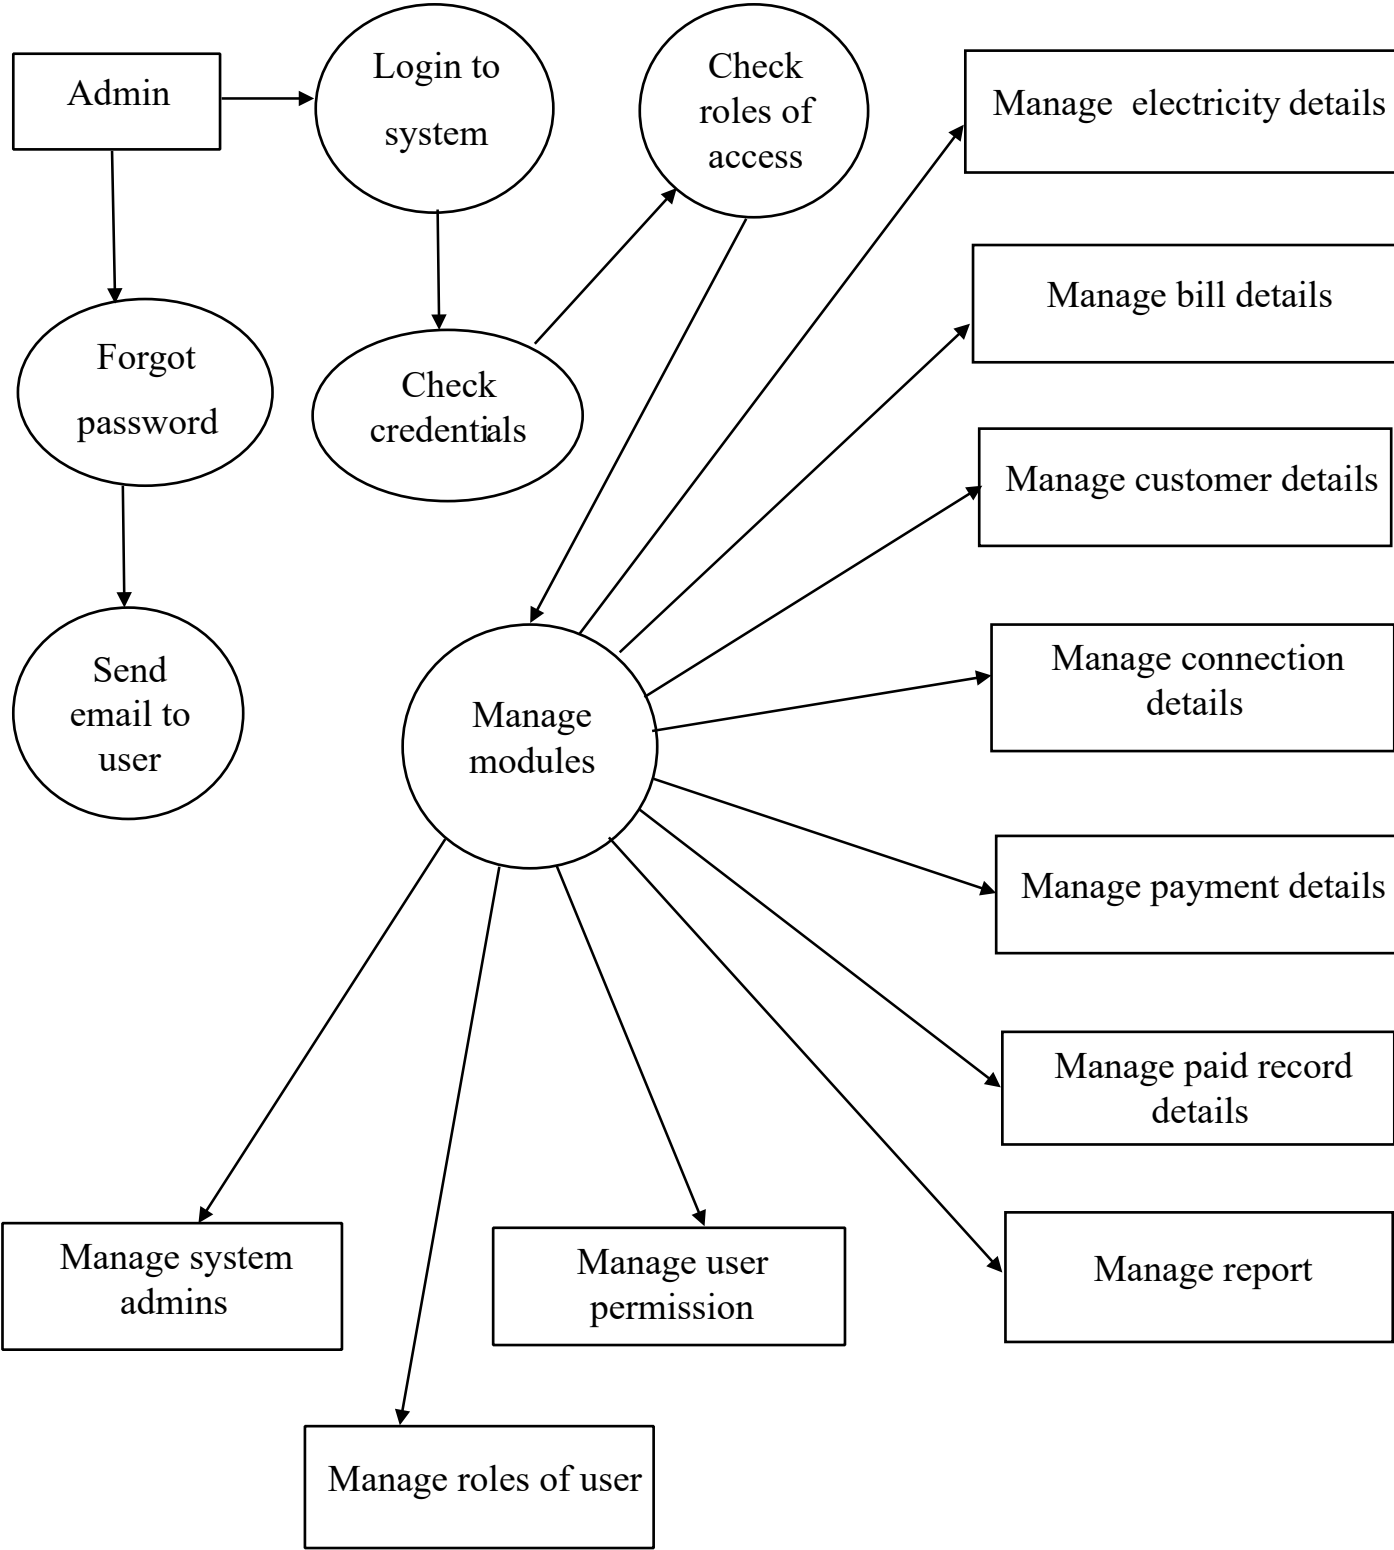 Admin
Login to
system
Check
roles of
access
Manage  electricity details
Manage bill details
Forgot
password
Check
credentials
Manage customer details
Send
email to
user
Manage
modules
Manage connection
details
Manage payment details
Manage paid record
details
Manage system
admins
Manage user
permission
Manage report
Manage roles of user